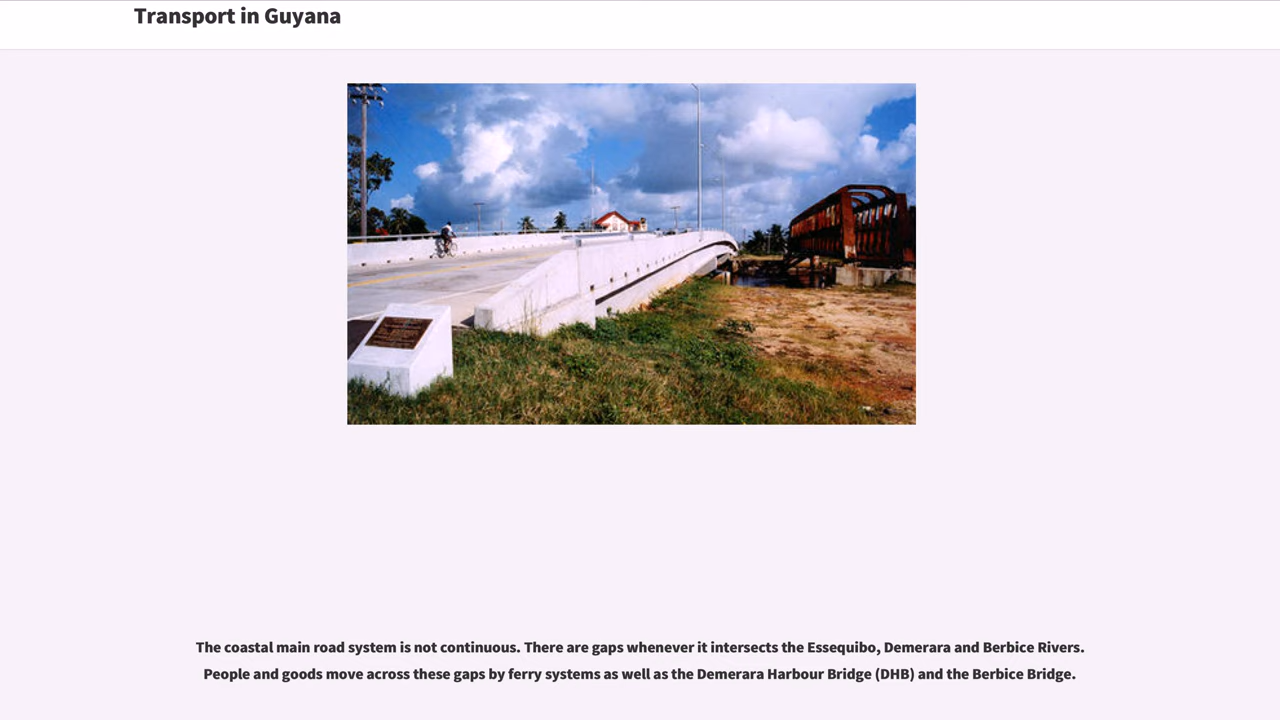 Transport in Guyana
The coastal main road system is not continuous. There are gaps whenever it intersects the Essequibo, Demerara and Berbice Rivers.
People and goods move across these gaps by ferry systems as well as the Demerara Harbour Bridge (DHB) and the Berbice Bridge.